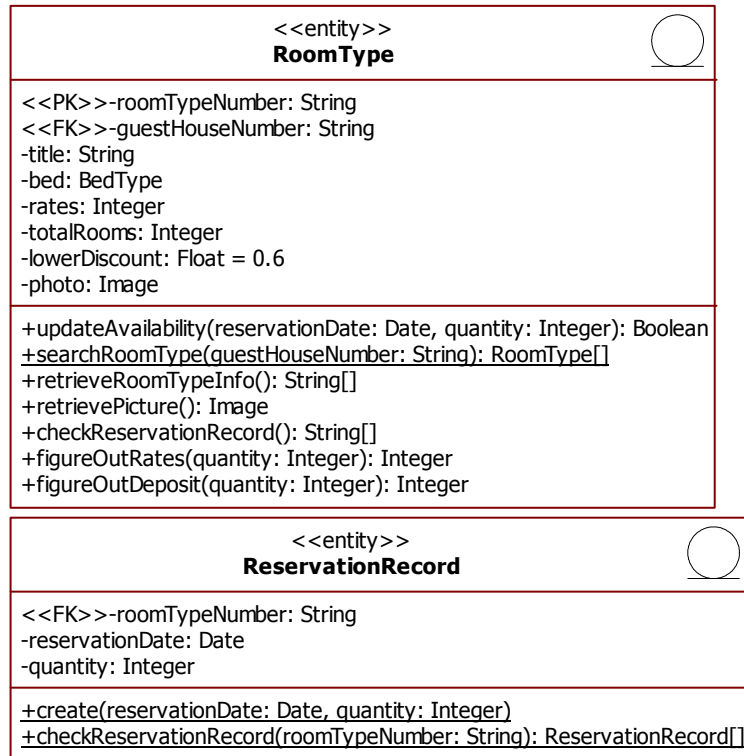 <<entity>>
RoomType
<<PK>>-roomTypeNumber: String
<<FK>>-guestHouseNumber: String
-title: String
-bed: BedType
-rates: Integer
-totalRooms: Integer
-lowerDiscount: Float = 0.6
-photo: Image
+updateAvailability(reservationDate: Date, quantity: Integer): Boolean
+searchRoomType(guestHouseNumber: String): RoomType[]
+retrieveRoomTypeInfo(): String[]
+retrievePicture(): Image
+checkReservationRecord(): String[]
+figureOutRates(quantity: Integer): Integer
+figureOutDeposit(quantity: Integer): Integer
<<entity>>
ReservationRecord
<<FK>>-roomTypeNumber: String
-reservationDate: Date
-quantity: Integer
+create(reservationDate: Date, quantity: Integer)
+checkReservationRecord(roomTypeNumber: String): ReservationRecord[]